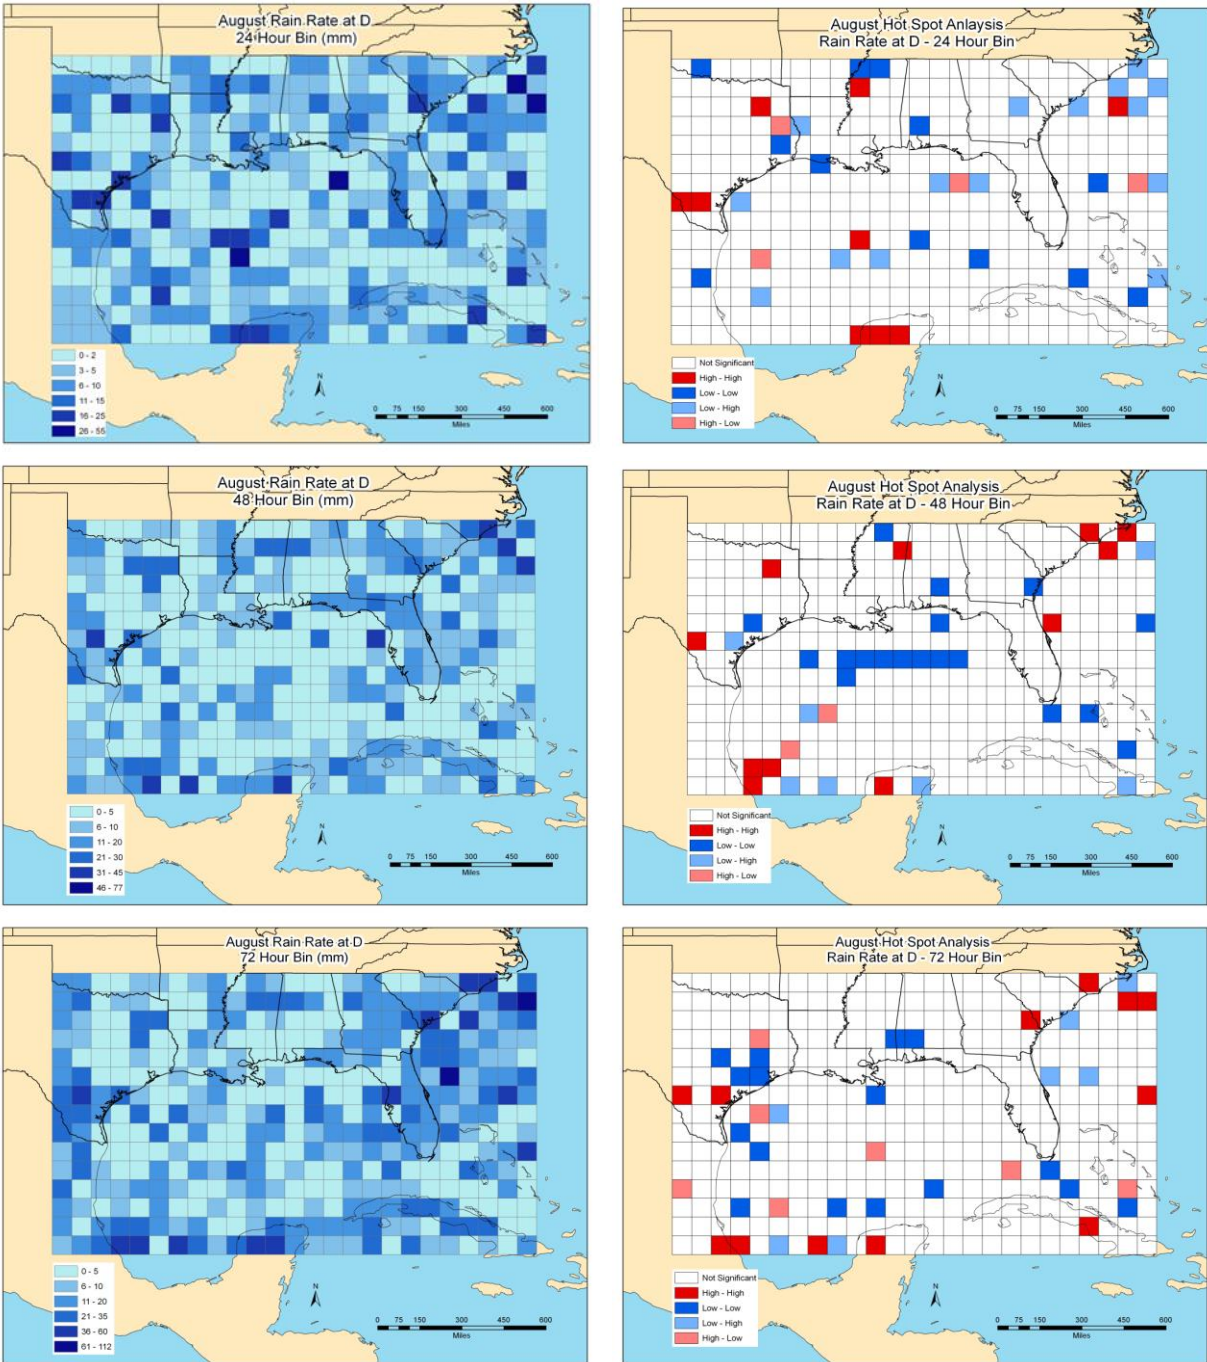 August Rain Rate at D
24 Hour Bin (mm)
0 - 2
3 - 5
6 - 10
11 - 15
16 - 25
26 - 55
N
0 75 150 300 450 600
Miles
August Hot Spot Anlaysis
Rain Rate at D - 24 Hour Bin
Not Significant
High - High
Low - Low
Low - High
High - Low
N
0 75 150 300 450 600
Miles
August Rain Rate at D
48 Hour Bin (mm)
0 - 5
6 - 10
11 - 20
21 - 30
31 - 45
46 - 77
N
0 75 150 300 450 600
Miles
August Hot Spot Analysis
Rain Rate at D - 48 Hour Bin
Not Significant
High - High
Low - Low
Low - High
High - Low
N
0 75 150 300 450 600
Miles
August Rain Rate at D
72 Hour Bin (mm)
0 - 5
6 - 10
11 - 20
21 - 35
36 - 60
61 - 112
N
0 75 150 300 450 600
Miles
August Hot Spot Analysis
Rain Rate at D - 72 Hour Bin
Not Significant
High - High
Low - Low
Low - High
High - Low
N
0 75 150 300 450 600
Miles